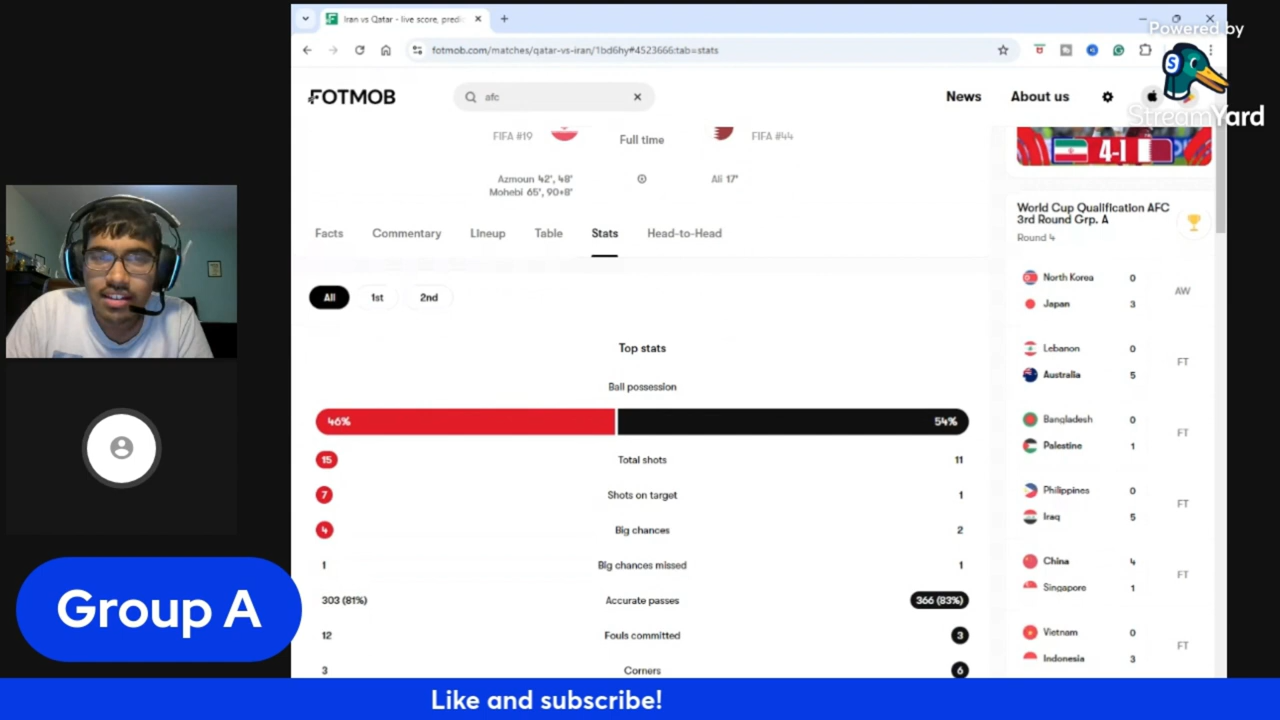 Iran vs Qatar - live score, predic
fotmob.com/matches/qatar-vs-iran/1bd6hy#4523666:tab=stats
Powered by
StreamYard
FOTMOB
afc
News
About us
FIFA #19
Full time
FIFA #44
4-1
Azmoun 42', 48'
Mohebi 65', 90+8'
Ali 17'
Facts
Commentary
Lineup
Table
Stats
Head-to-Head
All
1st
2nd
Top stats
Ball possession
46%
54%
15
Total shots
11
7
Shots on target
1
4
Big chances
2
1
Big chances missed
1
303 (81%)
Accurate passes
366 (83%)
12
Fouls committed
3
3
Corners
6
World Cup Qualification AFC
3rd Round Grp. A
Round 4
North Korea 0
Japan 3
AW
Lebanon 0
Australia 5
FT
Bangladesh 0
Palestine 1
FT
Philippines 0
Iraq 5
FT
China 4
Singapore 1
FT
Vietnam 0
Indonesia 3
FT
Group A
Like and subscribe!